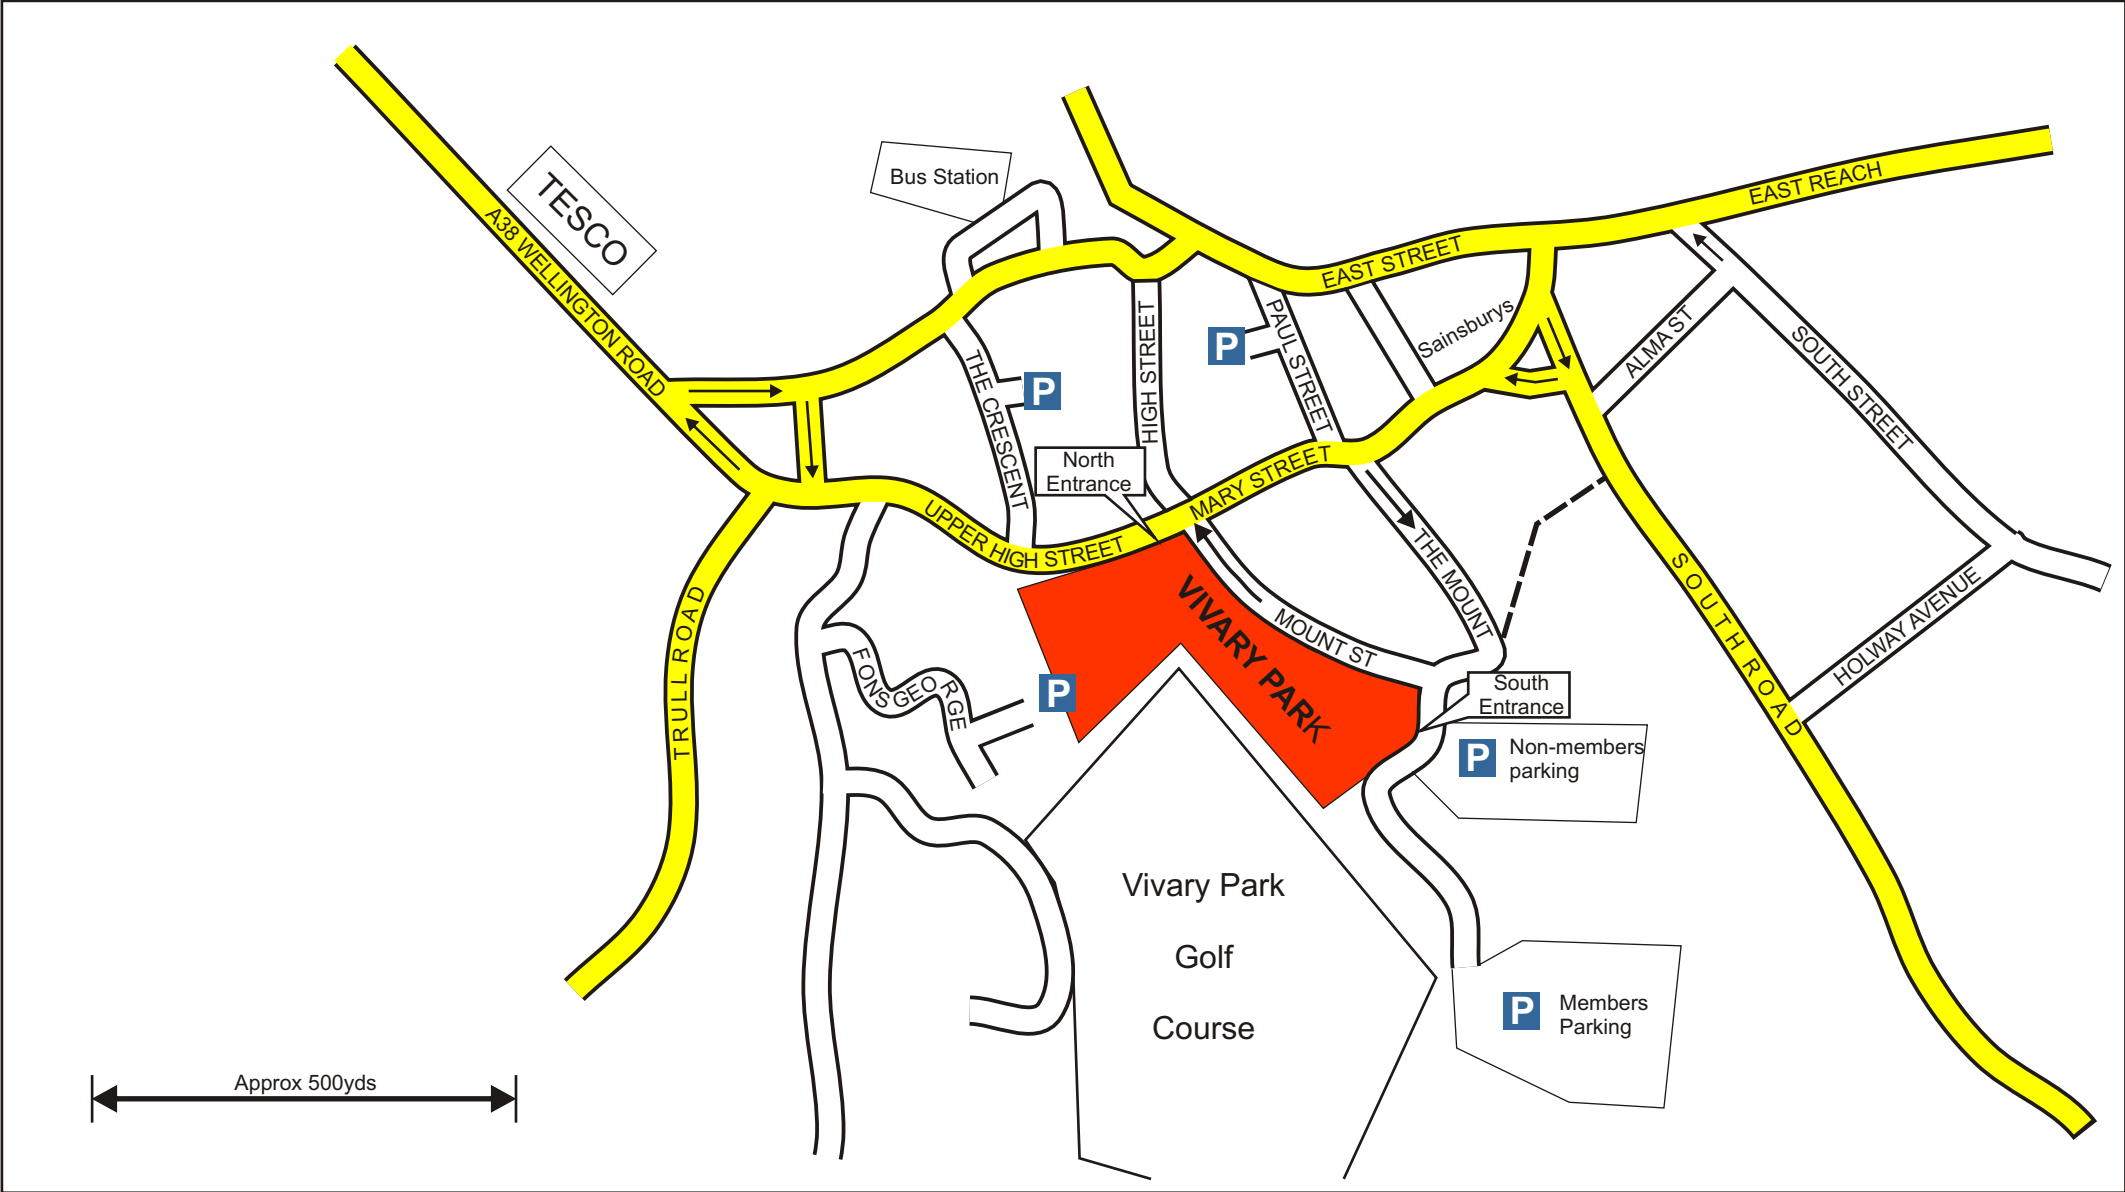 TESCO
A38 WELLINGTON ROAD
Bus Station
EAST REACH
EAST STREET
Sainsburys
ALMA ST
SOUTH STREET
PAUL STREET
P
HIGH STREET
THE CRESCENT
P
North
Entrance
MARY STREET
UPPER HIGH STREET
THE MOUNT
MOUNT ST
VIVARY PARK
SOUTH ROAD
HOLWAY AVENUE
TRULL ROAD
FONS GEORGE
P
South
Entrance
P
Non-members
parking
Vivary Park
Golf
Course
P
Members
Parking
Approx 500yds